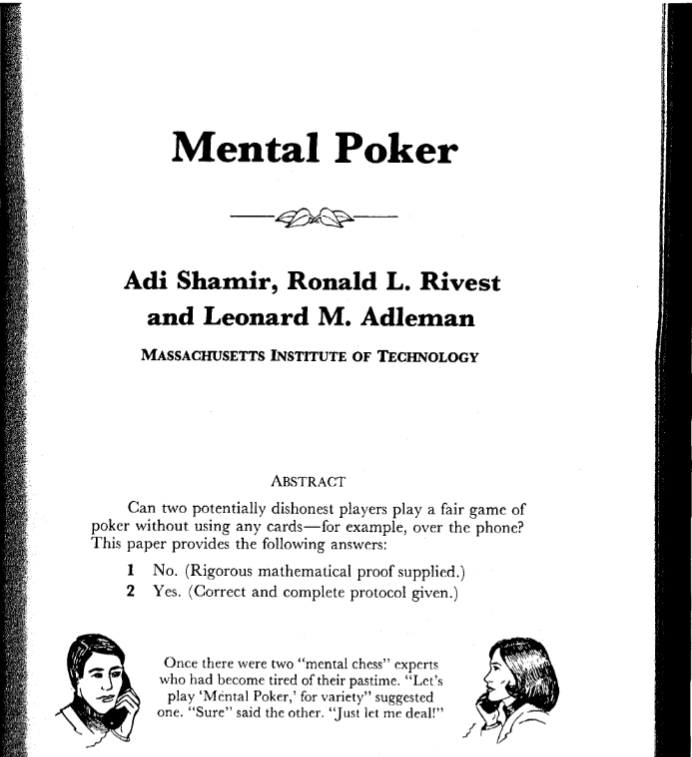 Mental Poker
Adi Shamir, Ronald L. Rivest
and Leonard M. Adleman
MASSACHUSETTS INSTITUTE OF TECHNOLOGY
ABSTRACT
Can two potentially dishonest players play a fair game of
poker without using any cards—for example, over the phone?
This paper provides the following answers:
1 No. (Rigorous mathematical proof supplied.)
2 Yes. (Correct and complete protocol given.)
Once there were two “mental chess” experts
who had become tired of their pastime. “Let’s
play ‘Mental Poker,’ for variety” suggested
one. “Sure” said the other. “Just let me deal!”